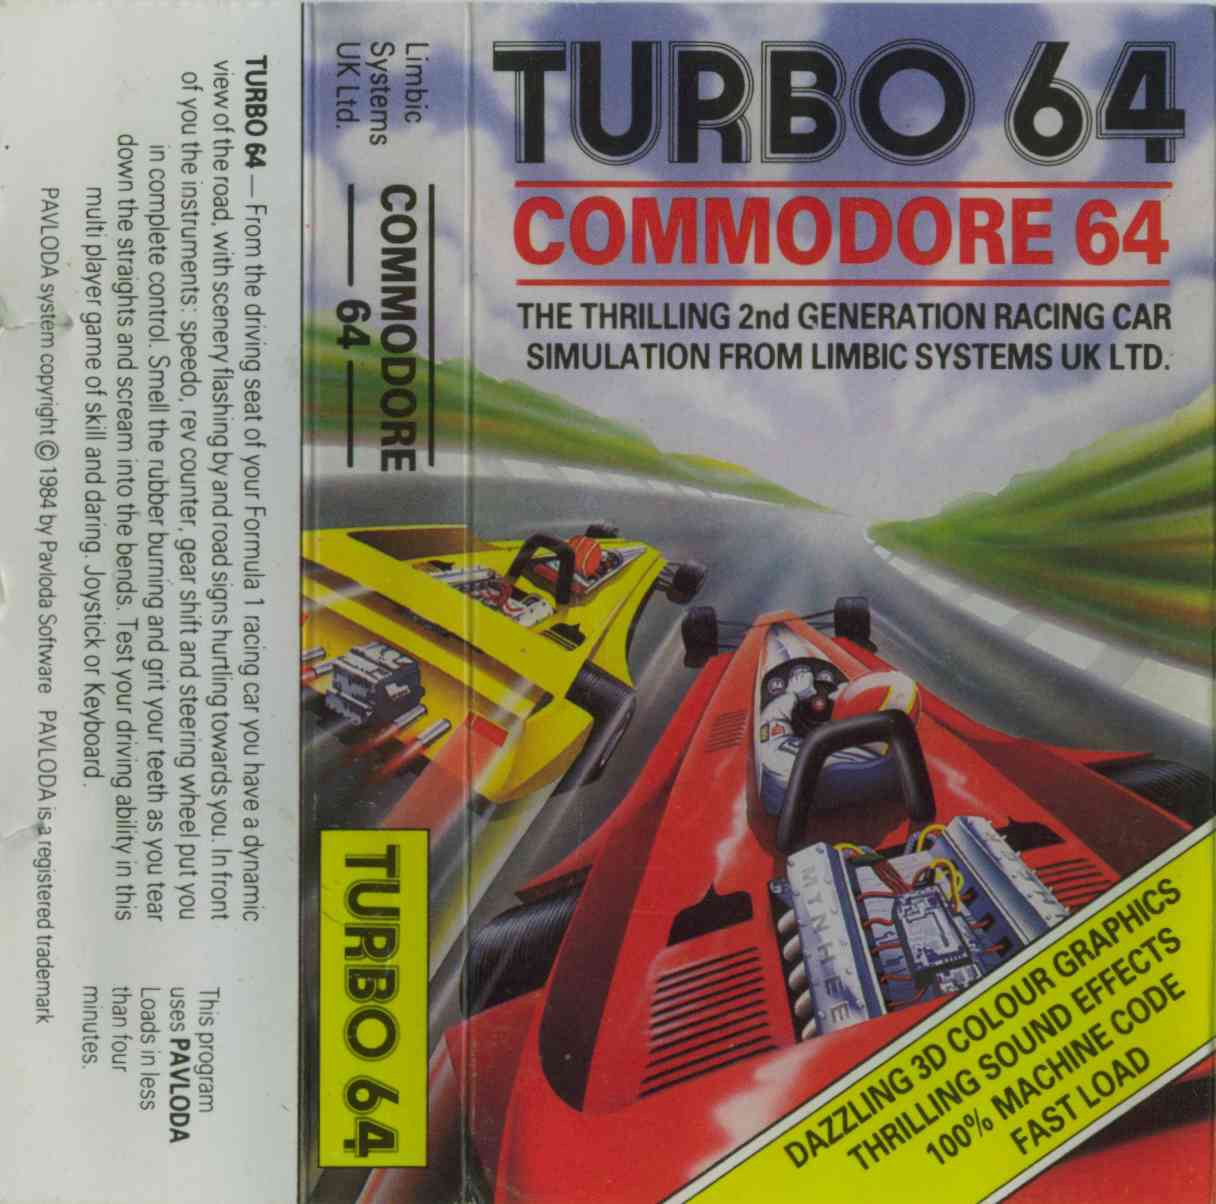 TURBO 64
COMMODORE 64
THE THRILLING 2nd GENERATION RACING CAR
SIMULATION FROM LIMBIC SYSTEMS UK LTD.
MTNHEE
DAZZLING 3D COLOUR GRAPHICS
THRILLING SOUND EFFECTS
100% MACHINE CODE
FAST LOAD
Limbic
Systems
UK Ltd.
COMMODORE
64
TURBO 64
TURBO 64 — From the driving seat of your Formula 1 racing car you have a dynamic
view of the road, with scenery flashing by and road signs hurtling towards you. In front
of you the instruments: speedo, rev counter, gear shift and steering wheel put you
in complete control. Smell the rubber burning and grit your teeth as you tear
down the straights and scream into the bends. Test your driving ability in this
multi player game of skill and daring. Joystick or Keyboard.
This program
uses PAVLODA
Loads in less
than four
minutes.
PAVLODA system copyright © 1984 by Pavloda Software PAVLODA is a registered trademark